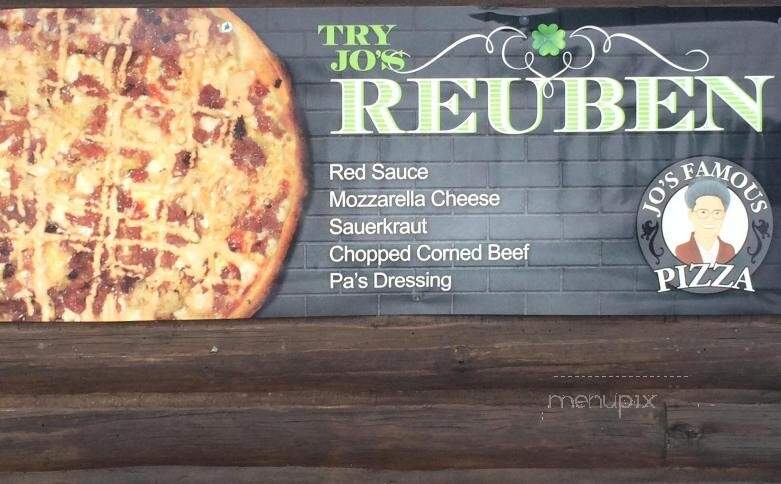 TRY
JO'S
REUBEN
Red Sauce
Mozzarella Cheese
Sauerkraut
Chopped Corned Beef
Pa's Dressing
JO'S FAMOUS
PIZZA
menupix